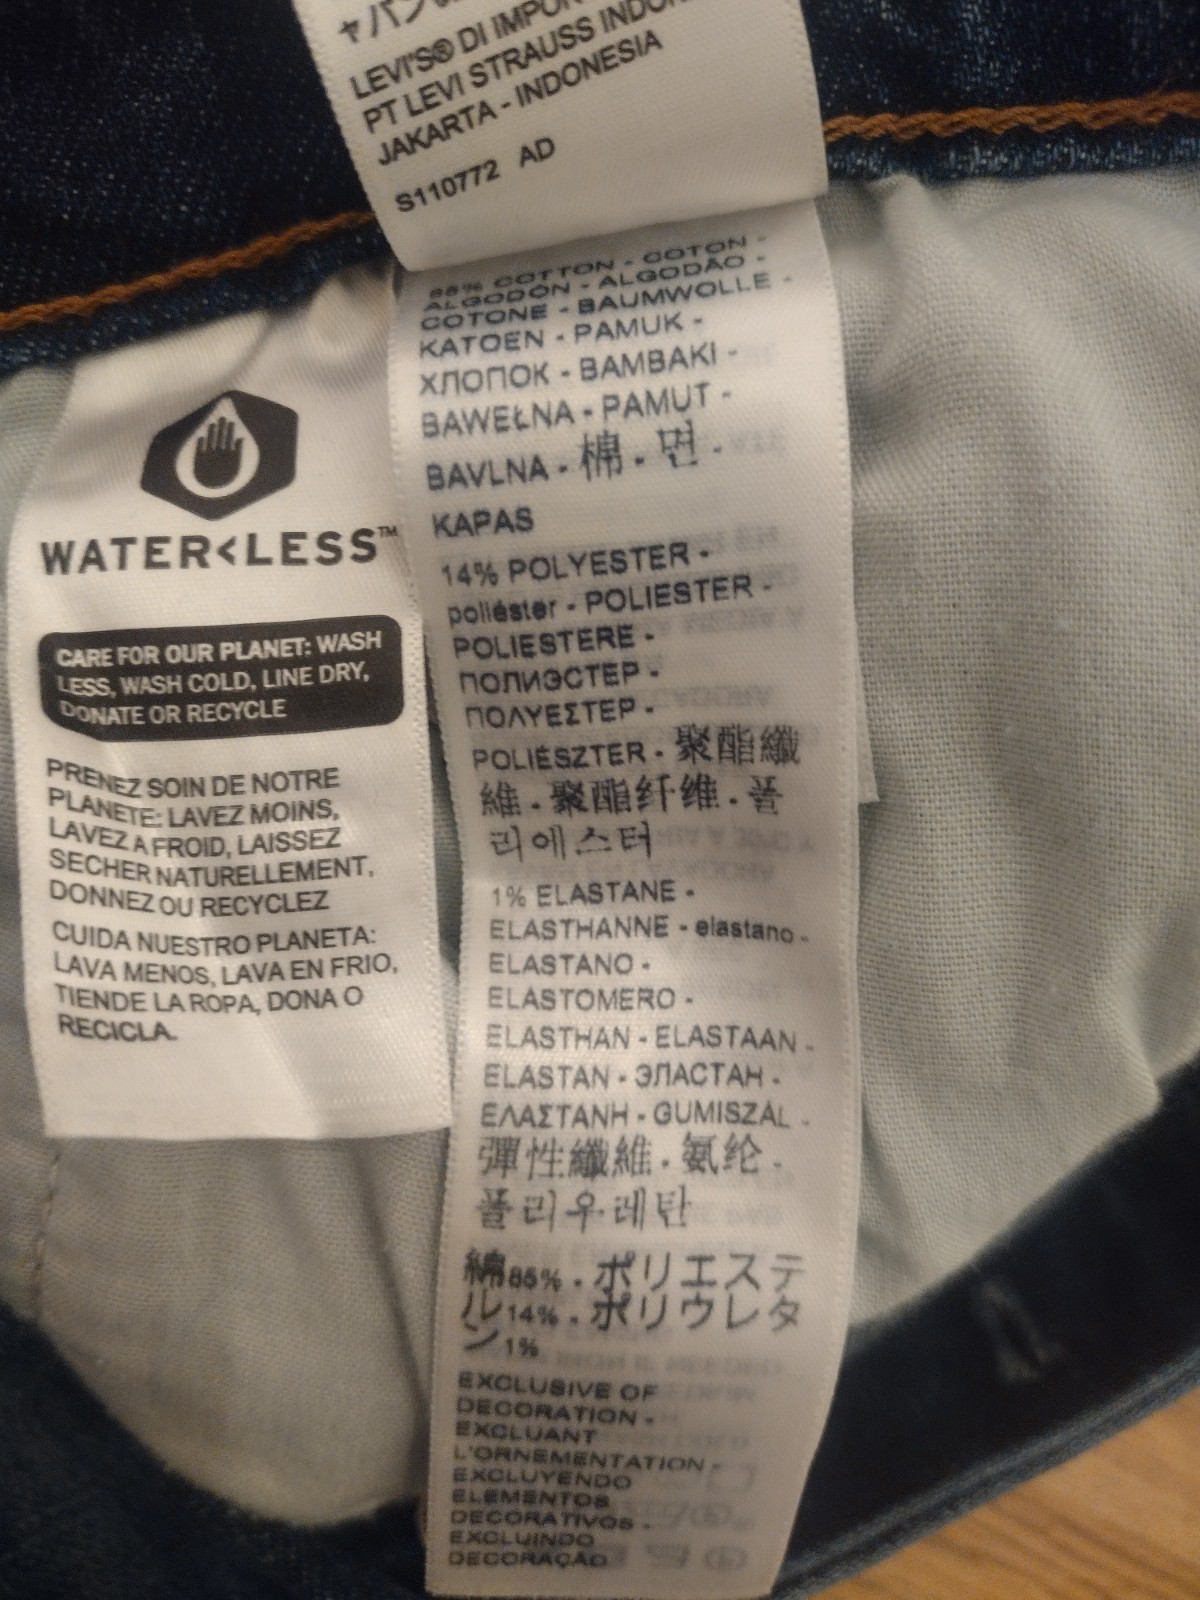 LEVI'S® DI IMPOR
PT LEVI STRAUSS INDON
JAKARTA - INDONESIA
S110772 AD
WATER<LESS™
CARE FOR OUR PLANET: WASH
LESS, WASH COLD, LINE DRY,
DONATE OR RECYCLE
PRENEZ SOIN DE NOTRE
PLANETE: LAVEZ MOINS,
LAVEZ A FROID, LAISSEZ
SECHER NATURELLEMENT,
DONNEZ OU RECYCLEZ
CUIDA NUESTRO PLANETA:
LAVA MENOS, LAVA EN FRIO,
TIENDE LA ROPA, DONA O
RECICLA.
85% COTTON - COTON -
ALGODÓN - ALGODÃO -
COTONE - BAUMWOLLE -
KATOEN - PAMUK -
ХЛОПОК - BAMBAKI -
BAWEŁNA - PAMUT -
BAVLNA - 棉 - 면 -
KAPAS
14% POLYESTER -
poliéster - POLIESTER -
POLIESTERE -
ПОЛИЭСТЕР -
ΠΟΛΥΕΣΤΕΡ -
POLIÉSZTER - 聚酯纖
維 - 聚酯纤维 - 폴
리에스터
1% ELASTANE -
ELASTHANNE - elastano -
ELASTANO -
ELASTOMERO -
ELASTHAN - ELASTAAN -
ELASTAN - ЭЛАСТАН -
ΕΛΑΣΤΑΝΗ - GUMISZÁL -
彈性纖維 - 氨纶 -
폴리우레탄
綿85% - ポリエステ
ル14% - ポリウレタ
ン1%
EXCLUSIVE OF
DECORATION -
EXCLUANT
L'ORNEMENTATION -
EXCLUYENDO
ELEMENTOS
DECORATIVOS -
EXCLUINDO
DECORAÇÃO